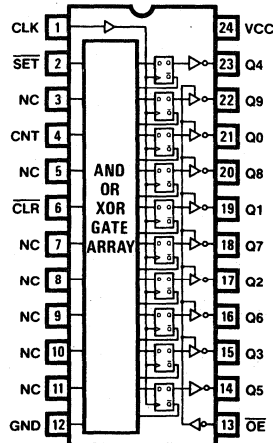 CLK 1 24 VCC
SET 2 23 Q4
NC 3 22 Q9
CNT 4 21 Q0
NC 5 20 Q8
CLR 6 19 Q1
NC 7 18 Q7
NC 8 17 Q2
NC 9 16 Q6
NC 10 15 Q3
NC 11 14 Q5
GND 12 13 OE
AND
OR
XOR
GATE
ARRAY